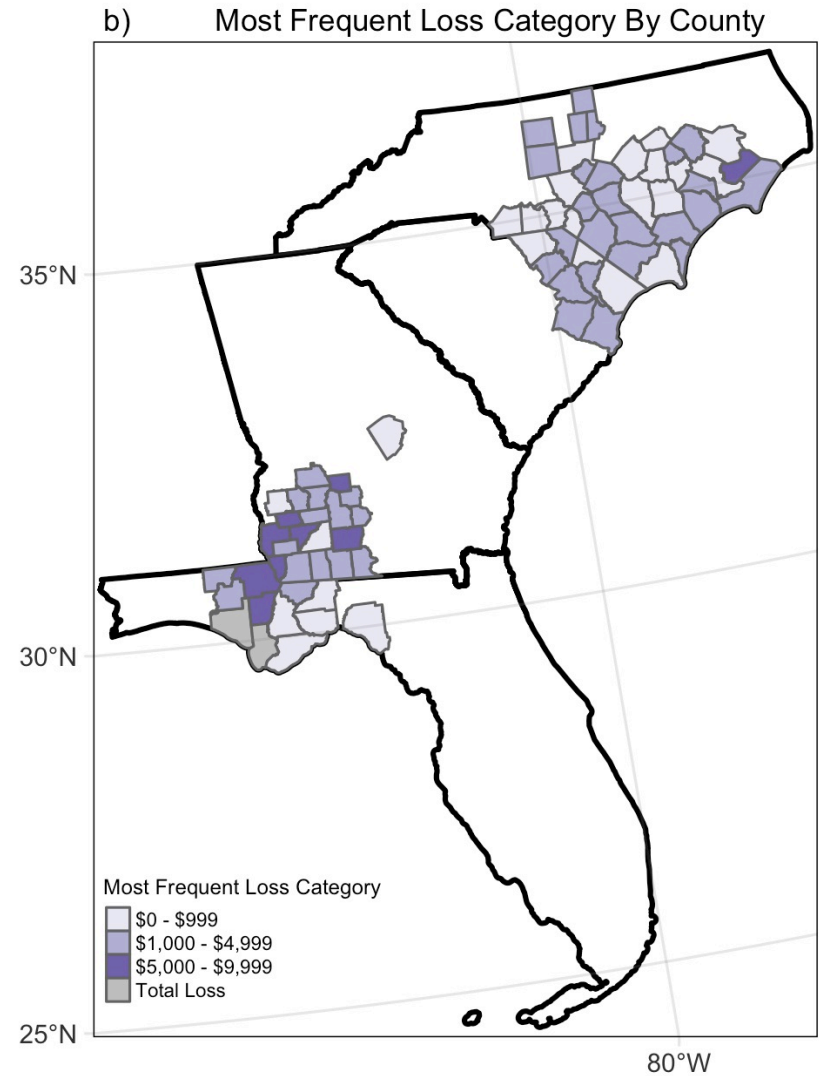 b) Most Frequent Loss Category By County
35°N
30°N
Most Frequent Loss Category
$0 - $999
$1,000 - $4,999
$5,000 - $9,999
Total Loss
25°N
80°W